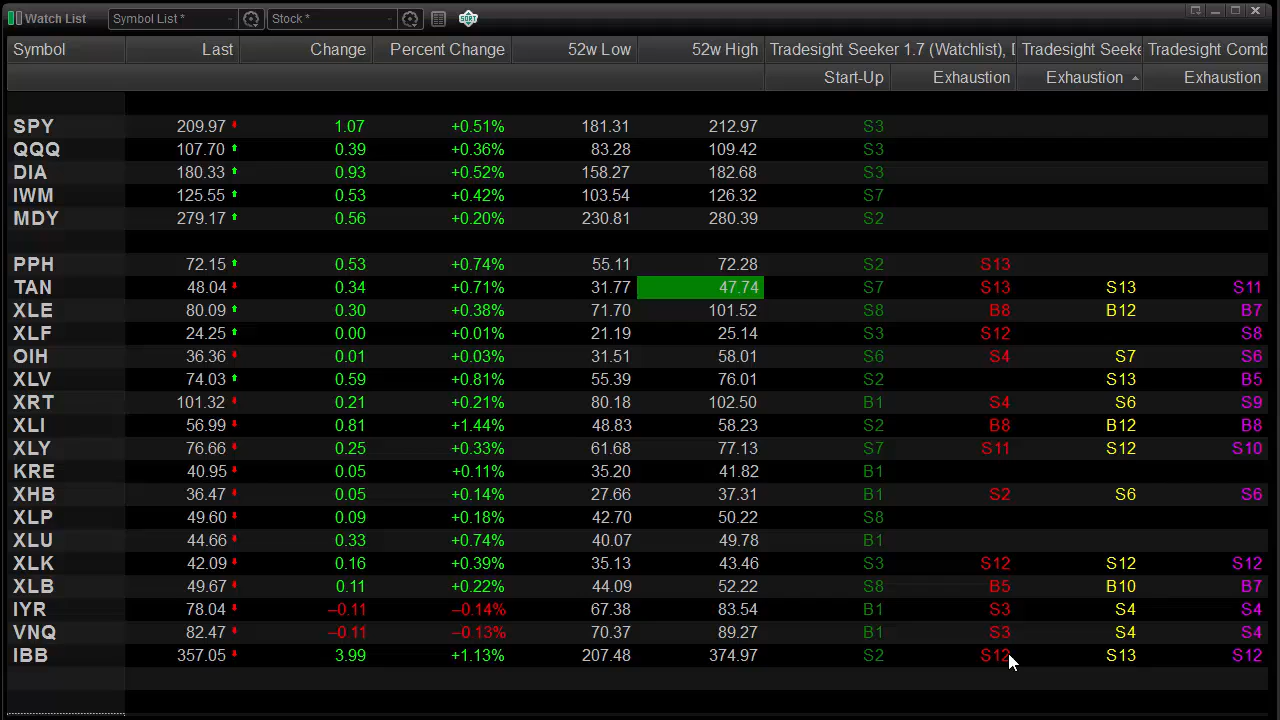 Watch List Symbol List * Stock * SORT
Symbol Last Change Percent Change 52w Low 52w High Tradesight Seeker 1.7 (Watchlist), D Tradesight Seeke Tradesight Comb
Start-Up Exhaustion Exhaustion Exhaustion
SPY 209.97 1.07 +0.51% 181.31 212.97 S3
QQQ 107.70 0.39 +0.36% 83.28 109.42 S3
DIA 180.33 0.93 +0.52% 158.27 182.68 S3
IWM 125.55 0.53 +0.42% 103.54 126.32 S7
MDY 279.17 0.56 +0.20% 230.81 280.39 S2
PPH 72.15 0.53 +0.74% 55.11 72.28 S2 S13
TAN 48.04 0.34 +0.71% 31.77 47.74 S7 S13 S13 S11
XLE 80.09 0.30 +0.38% 71.70 101.52 S8 B8 B12 B7
XLF 24.25 0.00 +0.01% 21.19 25.14 S3 S12 S8
OIH 36.36 0.01 +0.03% 31.51 58.01 S6 S4 S7 S6
XLV 74.03 0.59 +0.81% 55.39 76.01 S2 S13 B5
XRT 101.32 0.21 +0.21% 80.18 102.50 B1 S4 S6 S9
XLI 56.99 0.81 +1.44% 48.83 58.23 S2 B8 B12 B8
XLY 76.66 0.25 +0.33% 61.68 77.13 S7 S11 S12 S10
KRE 40.95 0.05 +0.11% 35.20 41.82 B1
XHB 36.47 0.05 +0.14% 27.66 37.31 B1 S2 S6 S6
XLP 49.60 0.09 +0.18% 42.70 50.22 S8
XLU 44.66 0.33 +0.74% 40.07 49.78 B1
XLK 42.09 0.16 +0.39% 35.13 43.46 S3 S12 S12 S12
XLB 49.67 0.11 +0.22% 44.09 52.22 S8 B5 B10 B7
IYR 78.04 −0.11 −0.14% 67.38 83.54 B1 S3 S4 S4
VNQ 82.47 −0.11 −0.13% 70.37 89.27 B1 S3 S4 S4
IBB 357.05 3.99 +1.13% 207.48 374.97 S2 S12 S13 S12